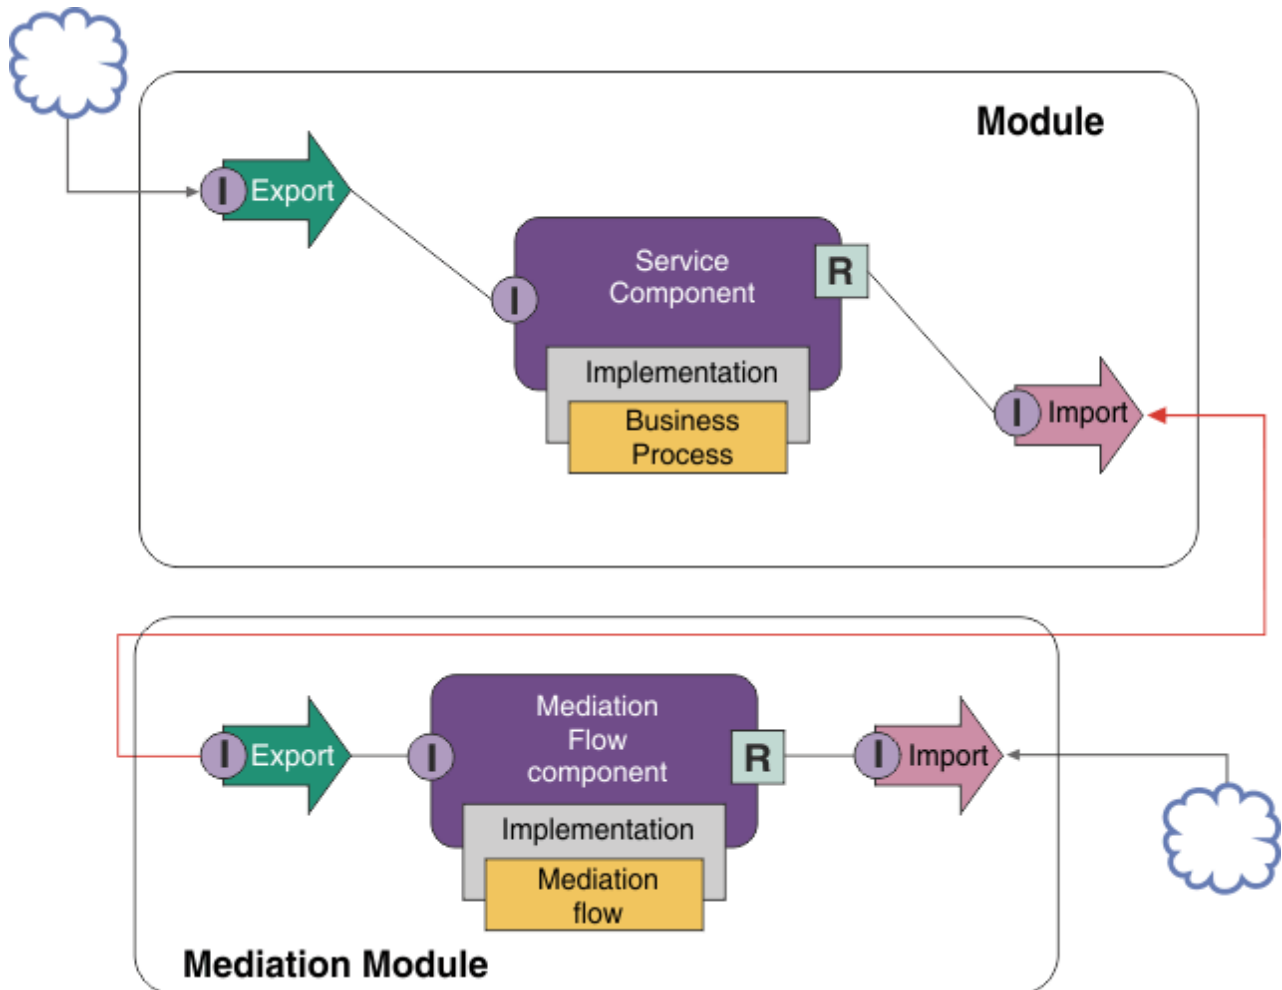 Module
I Export
Service
Component
R
I
Implementation
Business
Process
I Import
Mediation
Flow
component
I Export
I
R
I Import
Implementation
Mediation
flow
Mediation Module